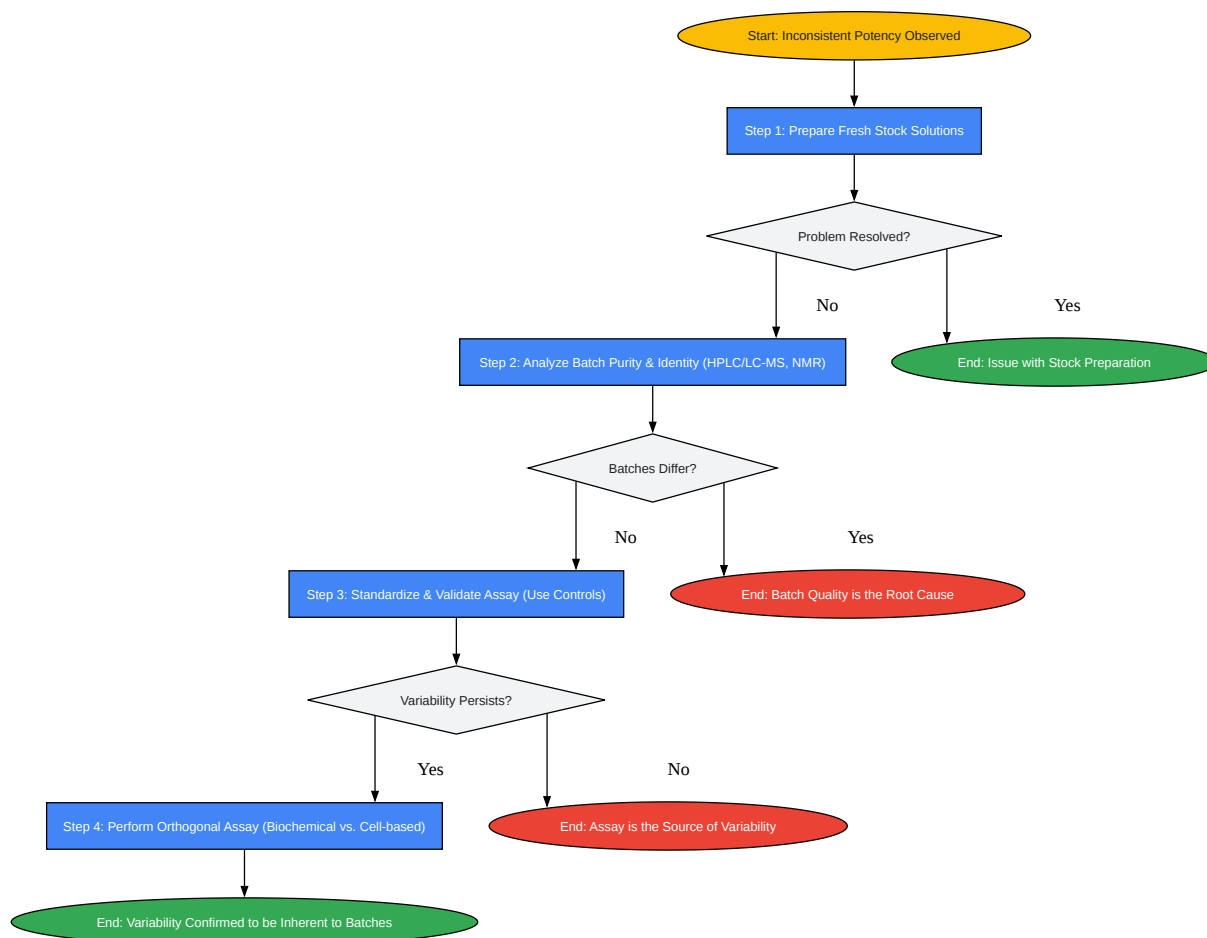 Start: Inconsistent Potency Observed
Step 1: Prepare Fresh Stock Solutions
Problem Resolved?
No
Yes
Step 2: Analyze Batch Purity & Identity (HPLC/LC-MS, NMR)
End: Issue with Stock Preparation
Batches Differ?
No
Yes
Step 3: Standardize & Validate Assay (Use Controls)
End: Batch Quality is the Root Cause
Variability Persists?
Yes
No
Step 4: Perform Orthogonal Assay (Biochemical vs. Cell-based)
End: Assay is the Source of Variability
End: Variability Confirmed to be Inherent to Batches